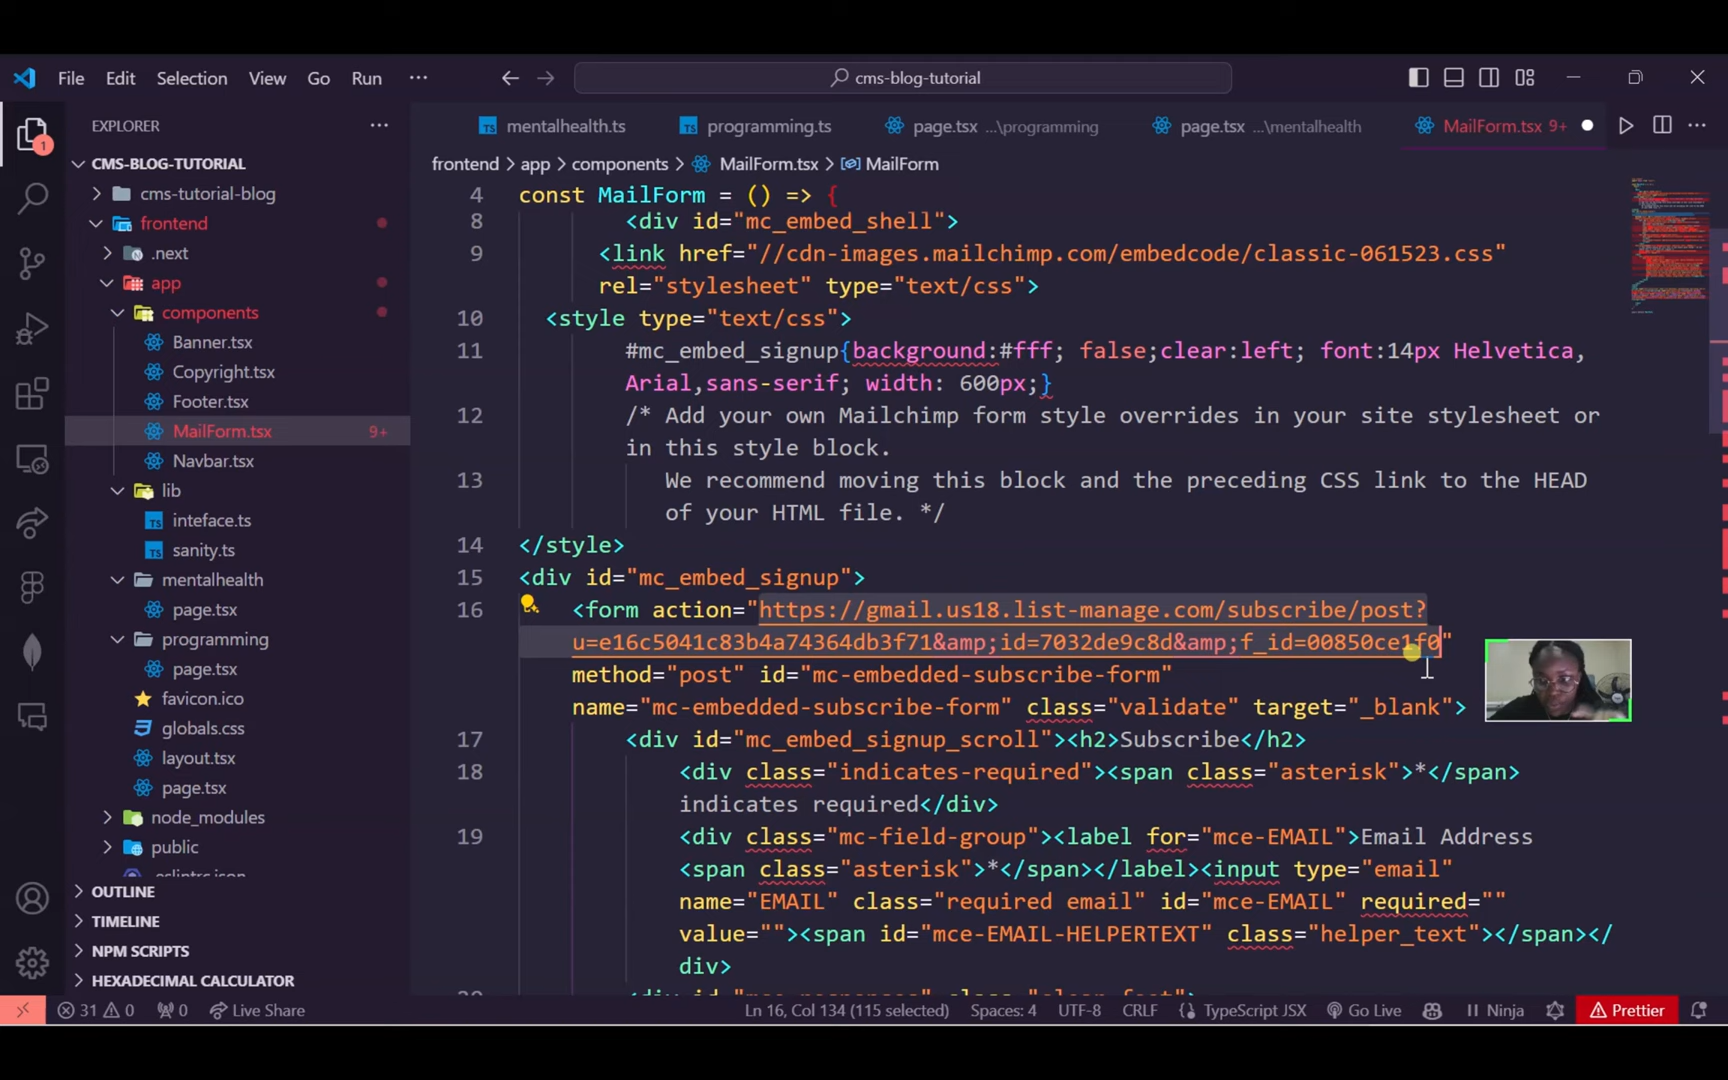 File Edit Selection View Go Run ··· cms-blog-tutorial
EXPLORER ···
mentalhealth.ts programming.ts page.tsx ...\programming page.tsx ...\mentalhealth MailForm.tsx 9+
frontend > app > components > MailForm.tsx > MailForm
1
CMS-BLOG-TUTORIAL
cms-tutorial-blog
frontend
.next
app
components
Banner.tsx
Copyright.tsx
Footer.tsx
MailForm.tsx 9+
Navbar.tsx
lib
inteface.ts
sanity.ts
mentalhealth
page.tsx
programming
page.tsx
favicon.ico
globals.css
layout.tsx
page.tsx
node_modules
public
.eslintrc.json
OUTLINE
TIMELINE
NPM SCRIPTS
HEXADECIMAL CALCULATOR
4 const MailForm = () => {
8 <div id="mc_embed_shell">
9 <link href="//cdn-images.mailchimp.com/embedcode/classic-061523.css"
rel="stylesheet" type="text/css">
10 <style type="text/css">
11 #mc_embed_signup{background:#fff; false;clear:left; font:14px Helvetica,
Arial,sans-serif; width: 600px;}
12 /* Add your own Mailchimp form style overrides in your site stylesheet or
in this style block.
13 We recommend moving this block and the preceding CSS link to the HEAD
of your HTML file. */
14 </style>
15 <div id="mc_embed_signup">
16 <form action="https://gmail.us18.list-manage.com/subscribe/post?
u=e16c5041c83b4a74364db3f71&amp;id=7032de9c8d&amp;f_id=00850ce1f0"
method="post" id="mc-embedded-subscribe-form"
name="mc-embedded-subscribe-form" class="validate" target="_blank">
17 <div id="mc_embed_signup_scroll"><h2>Subscribe</h2>
18 <div class="indicates-required"><span class="asterisk">*</span>
indicates required</div>
19 <div class="mc-field-group"><label for="mce-EMAIL">Email Address
<span class="asterisk">*</span></label><input type="email"
name="EMAIL" class="required email" id="mce-EMAIL" required=""
value=""><span id="mce-EMAIL-HELPERTEXT" class="helper_text"></span></
div>
31 0 0 Live Share Ln 16, Col 134 (115 selected) Spaces: 4 UTF-8 CRLF TypeScript JSX Go Live Ninja Prettier